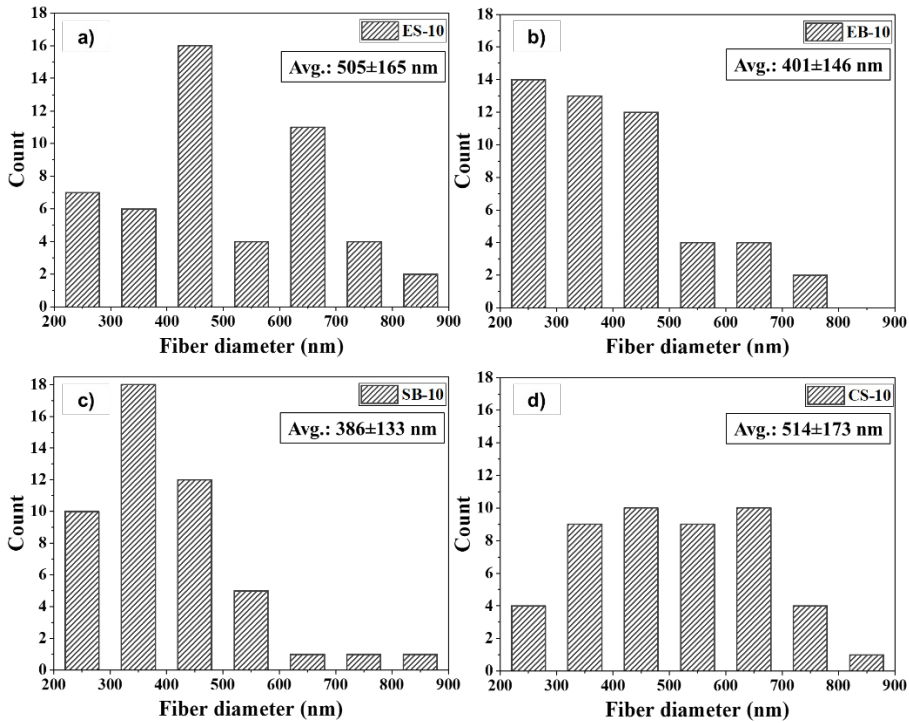 a)
ES-10
Avg.: 505±165 nm
18
16
14
12
10
8
6
4
2
0
Count
200 300 400 500 600 700 800 900
Fiber diameter (nm)
b)
EB-10
Avg.: 401±146 nm
18
16
14
12
10
8
6
4
2
0
Count
200 300 400 500 600 700 800 900
Fiber diameter (nm)
c)
SB-10
Avg.: 386±133 nm
18
16
14
12
10
8
6
4
2
0
Count
200 300 400 500 600 700 800 900
Fiber diameter (nm)
d)
CS-10
Avg.: 514±173 nm
18
16
14
12
10
8
6
4
2
0
Count
200 300 400 500 600 700 800 900
Fiber diameter (nm)